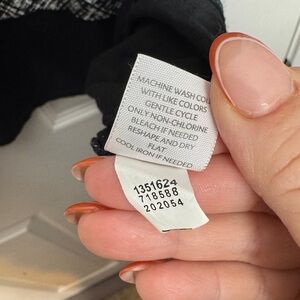 MACHINE WASH COL
WITH LIKE COLORS
GENTLE CYCLE
ONLY NON-CHLORINE
BLEACH IF NEEDED
RESHAPE AND DRY
FLAT
COOL IRON IF NEEDED
1351624
718588
202054